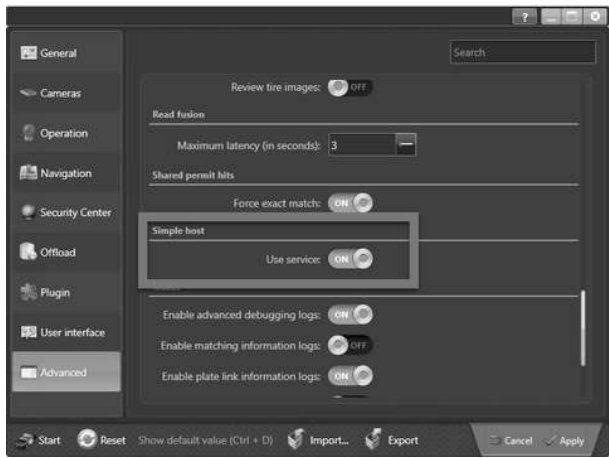 ?
General
Search
Cameras
Review tire images: OFF
Read fusion
Operation
Maximum latency (in seconds): 3
Navigation
Shared permit hits
Security Center
Force exact match: ON
Simple host
Offload
Use service: ON
Plugin
User interface
Enable advanced debugging logs: ON
Enable matching information logs: OFF
Advanced
Enable plate link information logs: ON
Start Reset Show default value (Ctrl + D) Import... Export Cancel Apply